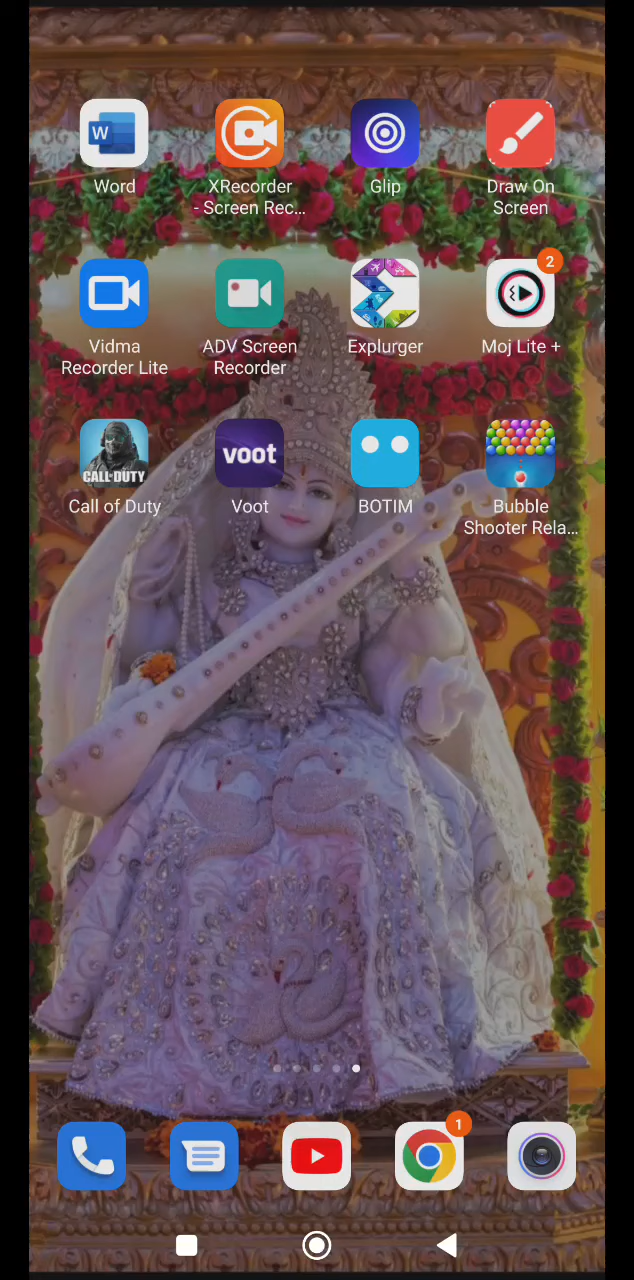 W
Word
XRecorder
- Screen Rec...
Glip
Draw On
Screen
Vidma
Recorder Lite
ADV Screen
Recorder
Explurger
2
Moj Lite +
CALL OF DUTY
Call of Duty
voot
Voot
BOTIM
Bubble
Shooter Rela...
1